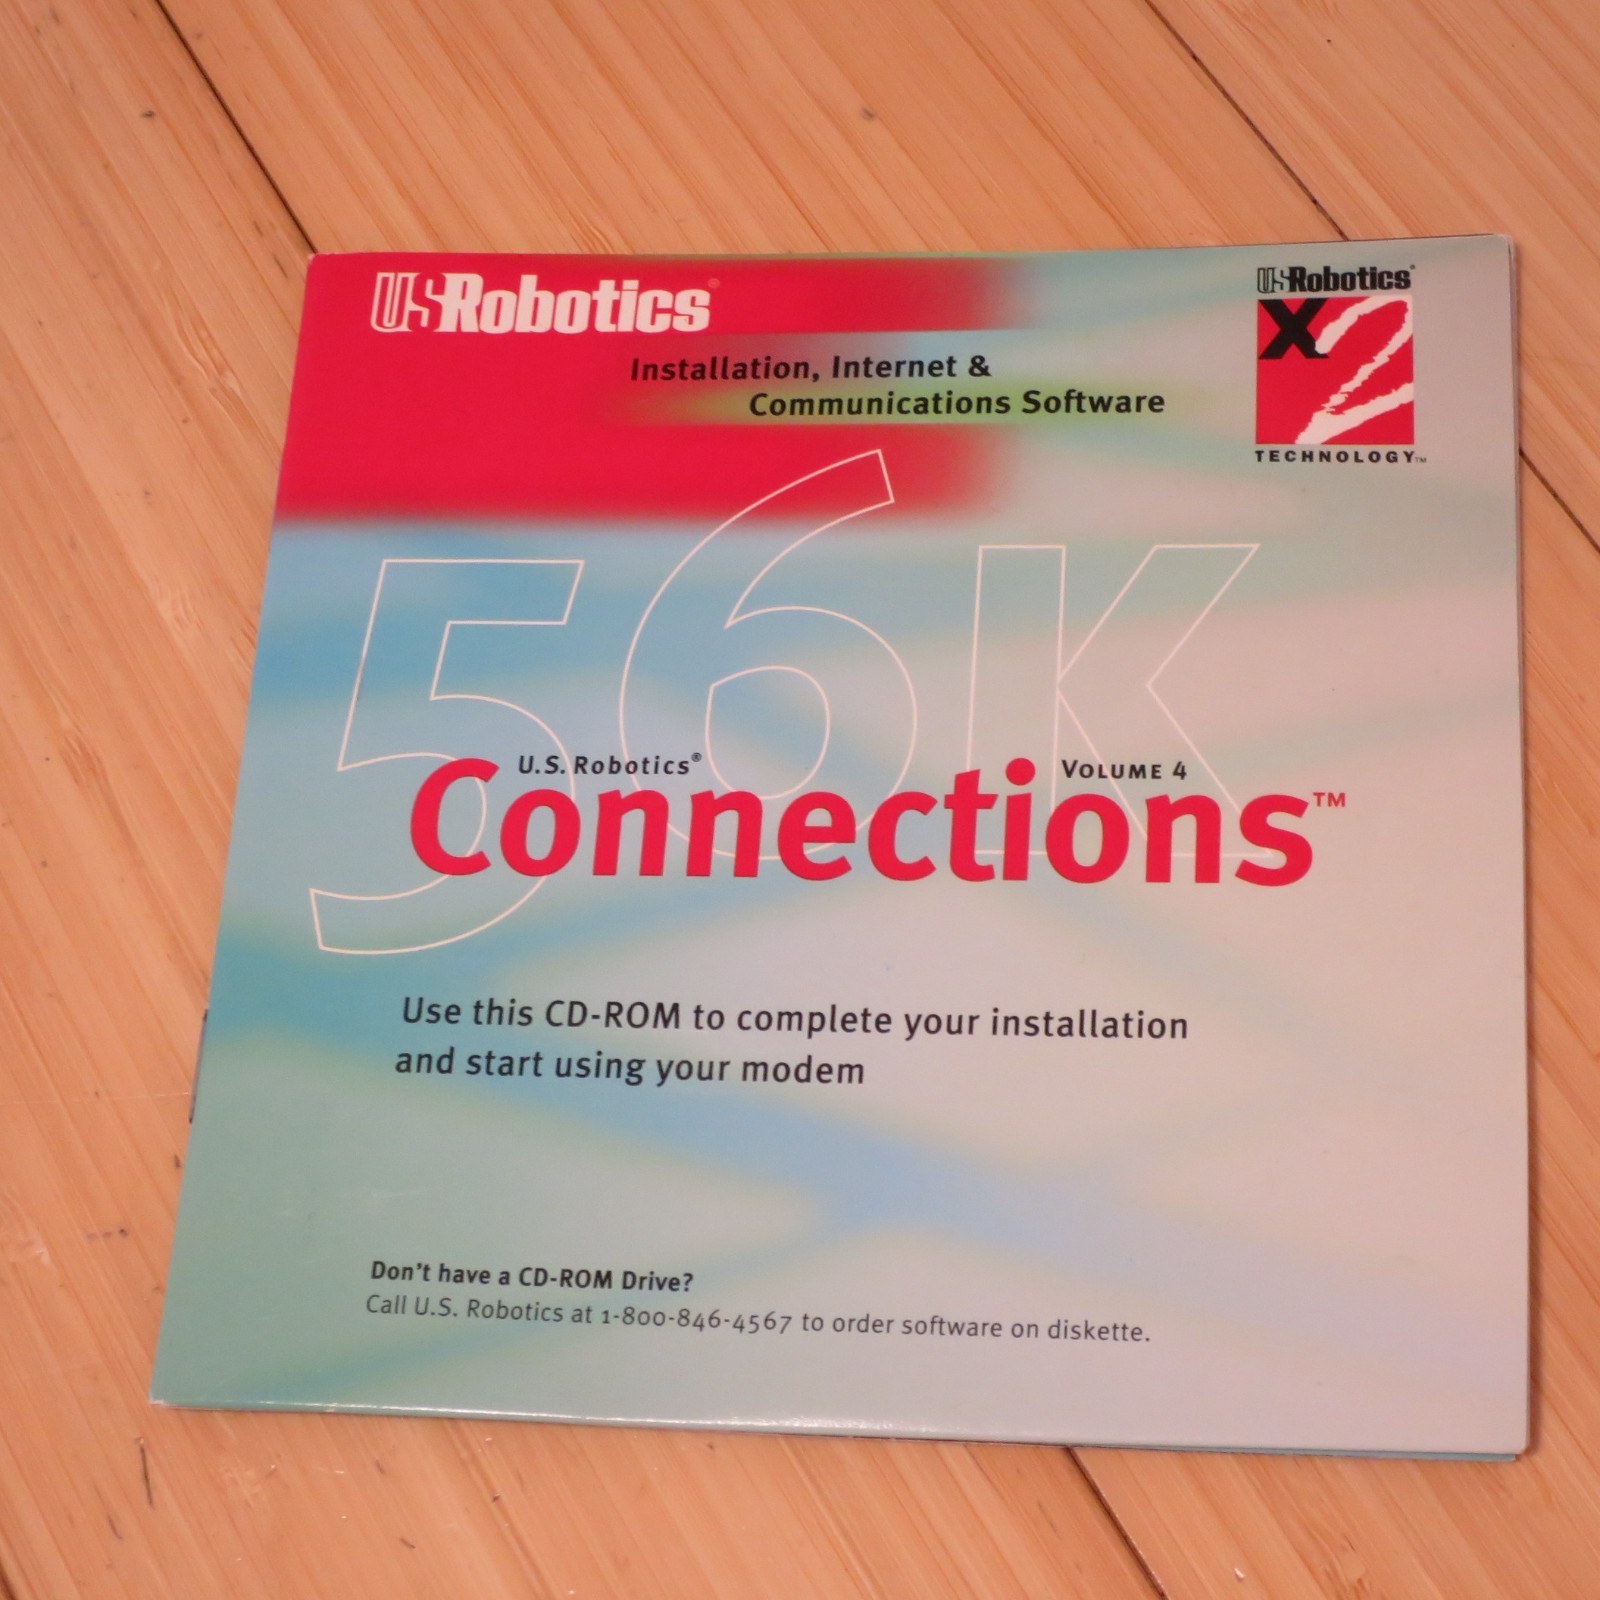 USRobotics®
USRobotics®
X2
TECHNOLOGY™
Installation, Internet &
Communications Software
56K
U.S. Robotics® VOLUME 4
Connections™
Use this CD-ROM to complete your installation
and start using your modem
Don't have a CD-ROM Drive?
Call U.S. Robotics at 1-800-846-4567 to order software on diskette.